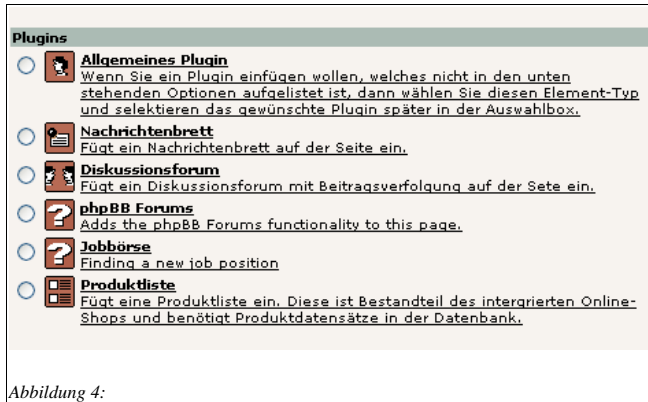 Plugins
Allgemeines Plugin
Wenn Sie ein Plugin einfügen wollen, welches nicht in den unten
stehenden Optionen aufgelistet ist, dann wählen Sie diesen Element-Typ
und selektieren das gewünschte Plugin später in der Auswahlbox.
Nachrichtenbrett
Fügt ein Nachrichtenbrett auf der Seite ein.
Diskussionsforum
Fügt ein Diskussionsforum mit Beitragsverfolgung auf der Sete ein.
phpBB Forums
Adds the phpBB Forums functionality to this page.
Jobbörse
Finding a new job position
Produktliste
Fügt eine Produktliste ein. Diese ist Bestandteil des intergrierten Online-
Shops und benötigt Produktdatensätze in der Datenbank.
Abbildung 4: